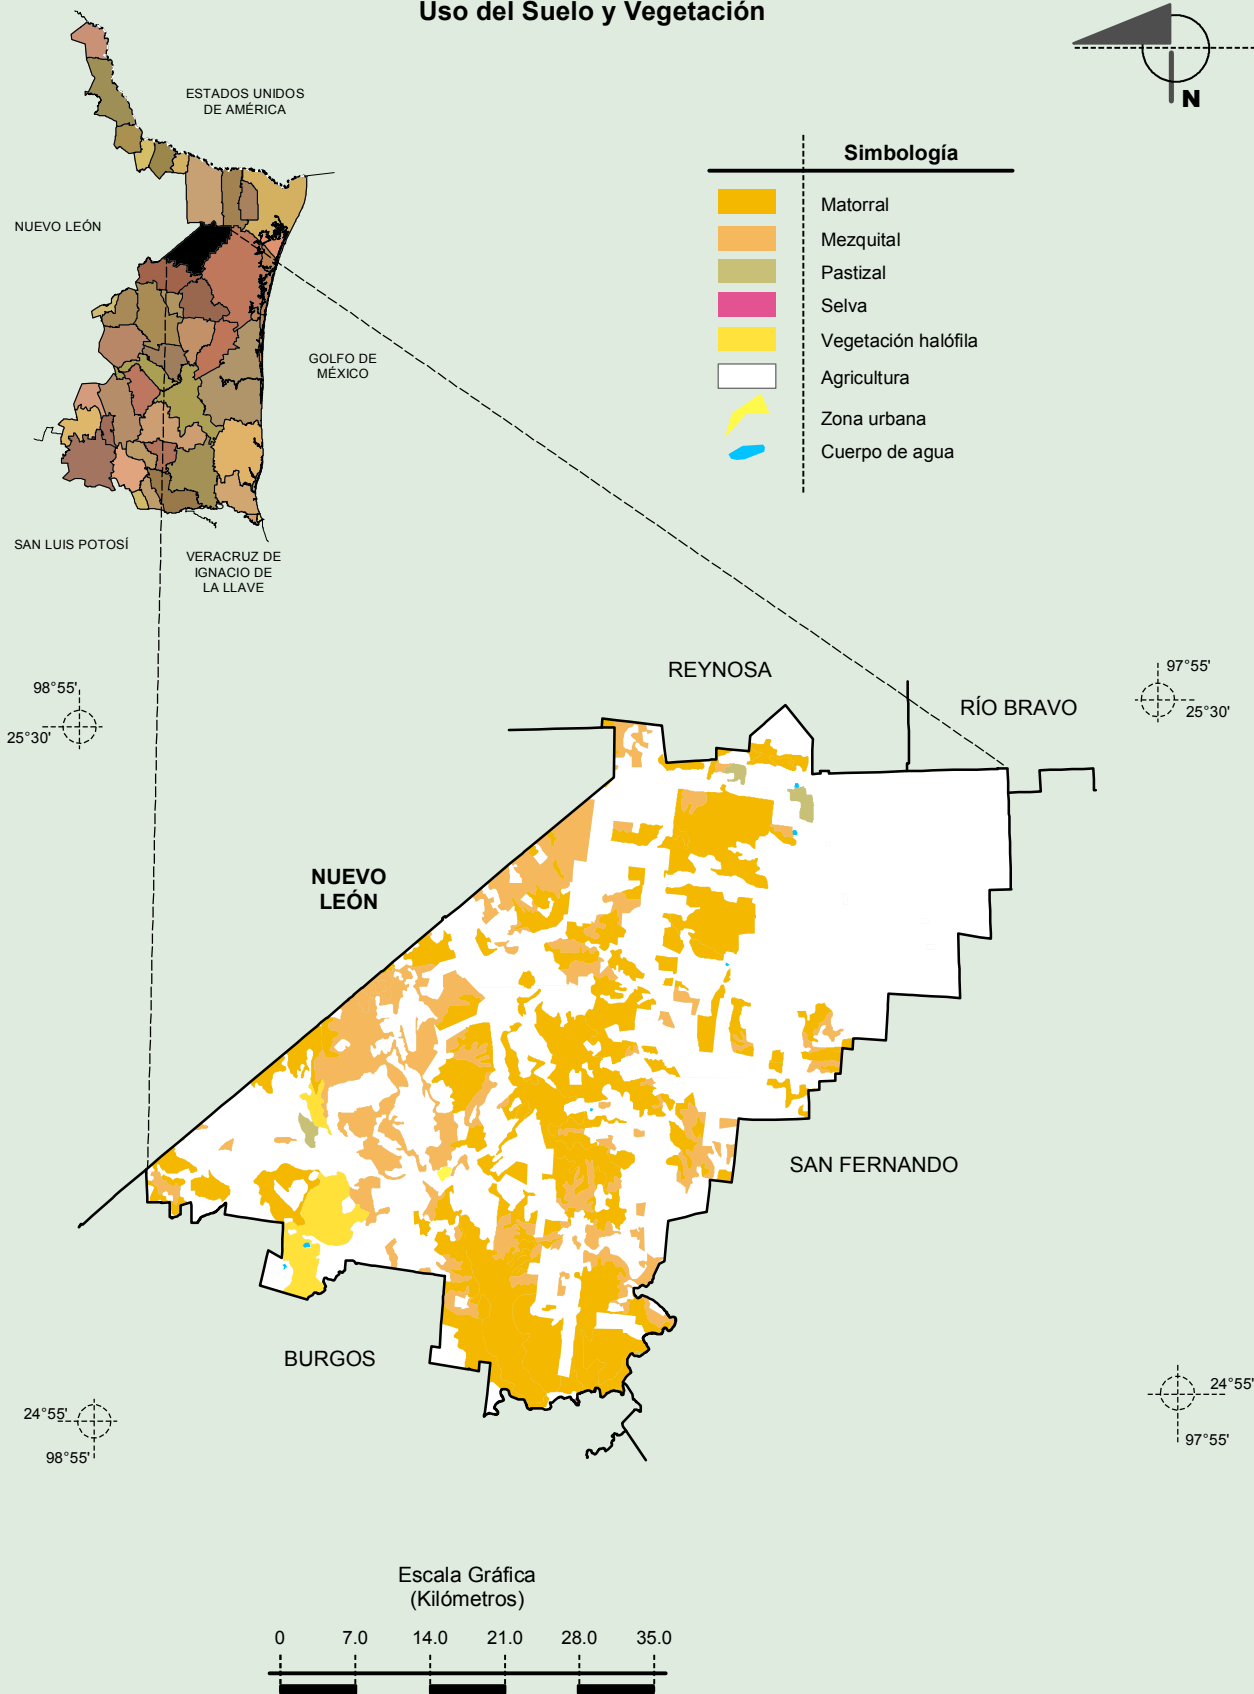 Uso del Suelo y Vegetación
N
ESTADOS UNIDOS
DE AMÉRICA
NUEVO LEÓN
GOLFO DE
MÉXICO
SAN LUIS POTOSÍ
VERACRUZ DE
IGNACIO DE
LA LLAVE
Simbología
Matorral
Mezquital
Pastizal
Selva
Vegetación halófila
Agricultura
Zona urbana
Cuerpo de agua
98°55'
25°30'
REYNOSA
RÍO BRAVO
97°55'
25°30'
NUEVO
LEÓN
SAN FERNANDO
BURGOS
24°55'
98°55'
24°55'
97°55'
Escala Gráfica
(Kilómetros)
0 7.0 14.0 21.0 28.0 35.0